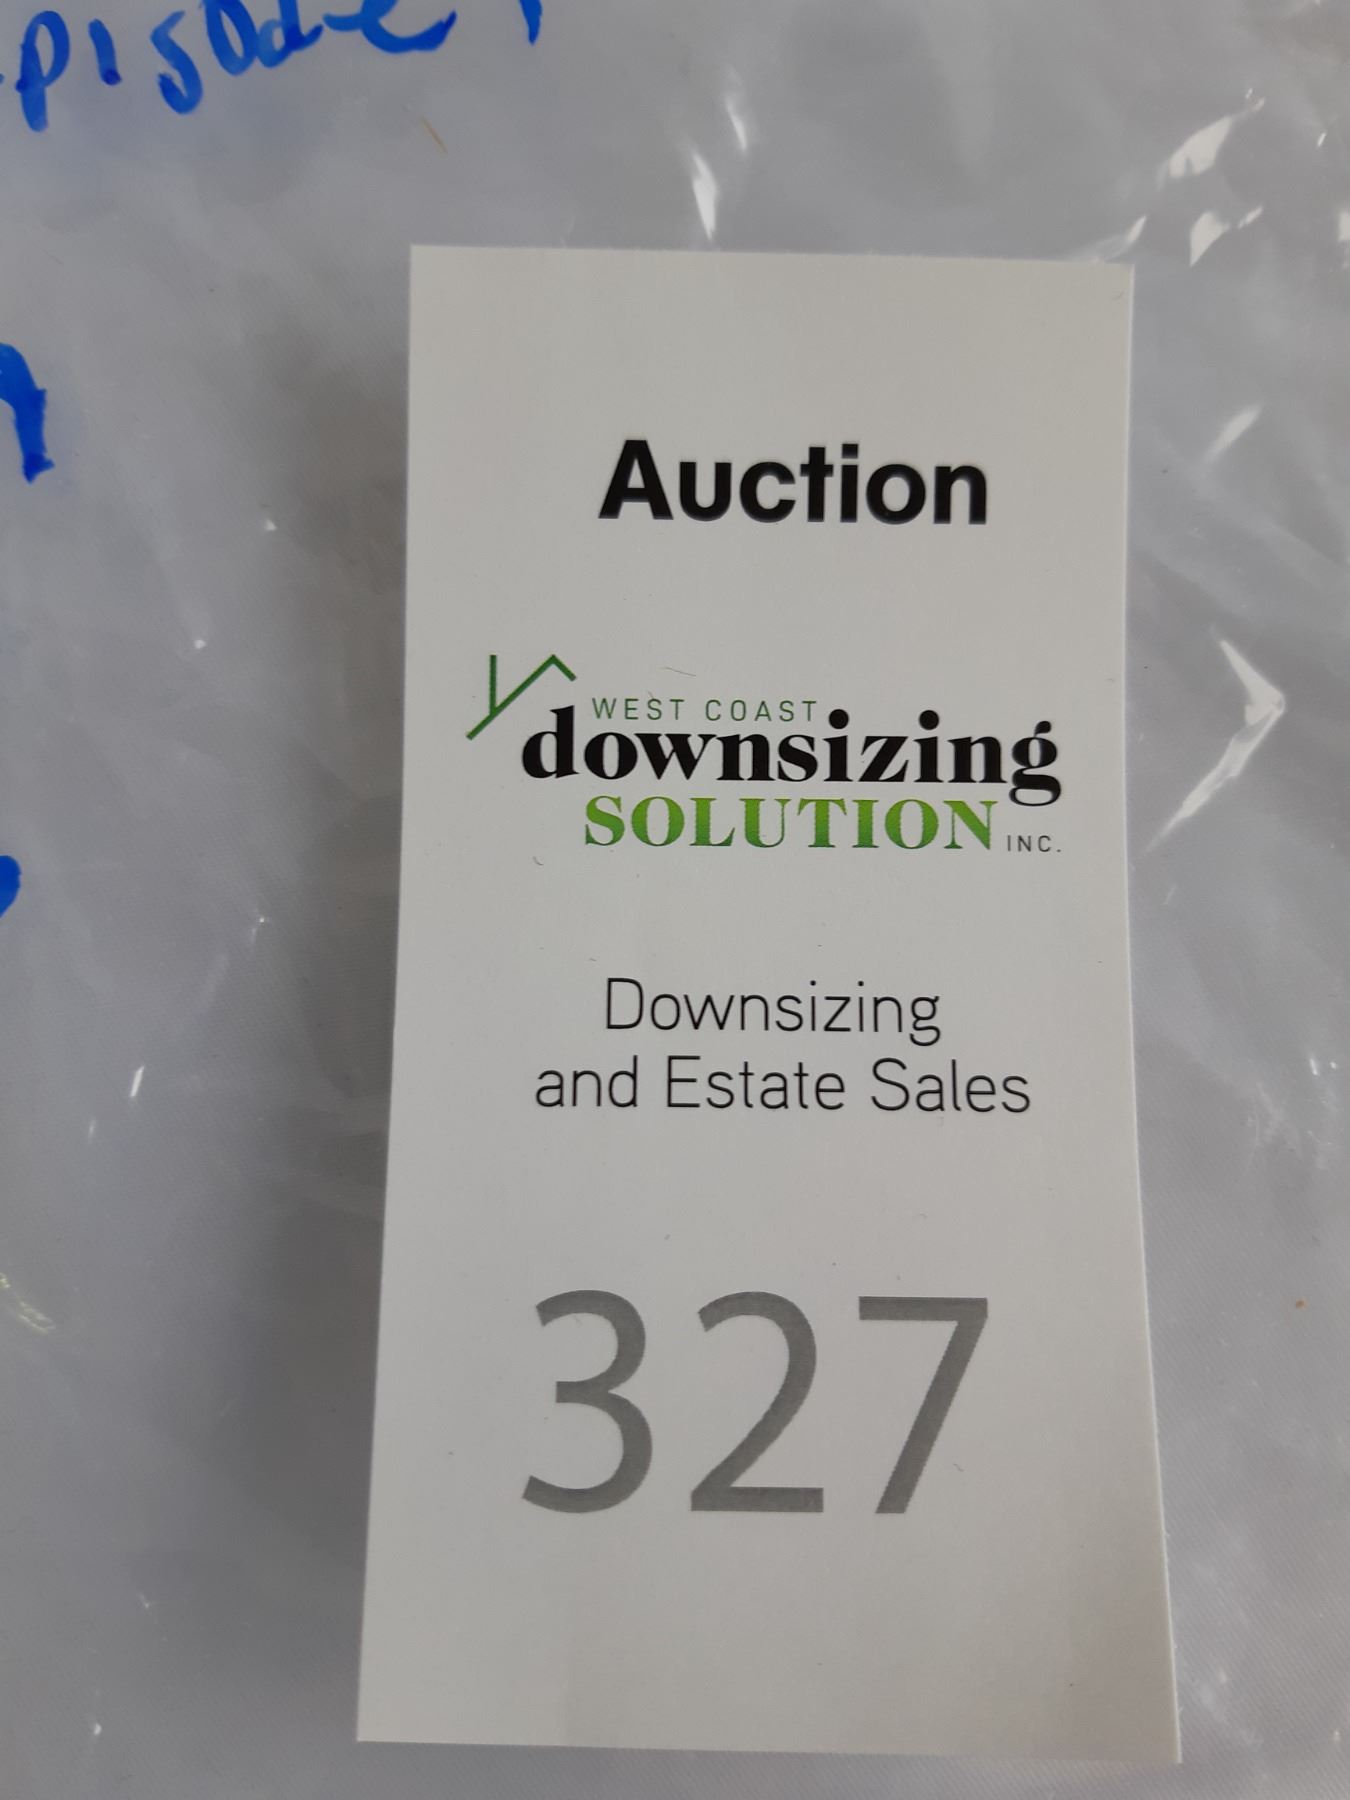 Auction
WEST COAST
downsizing
SOLUTION INC.
Downsizing
and Estate Sales
327